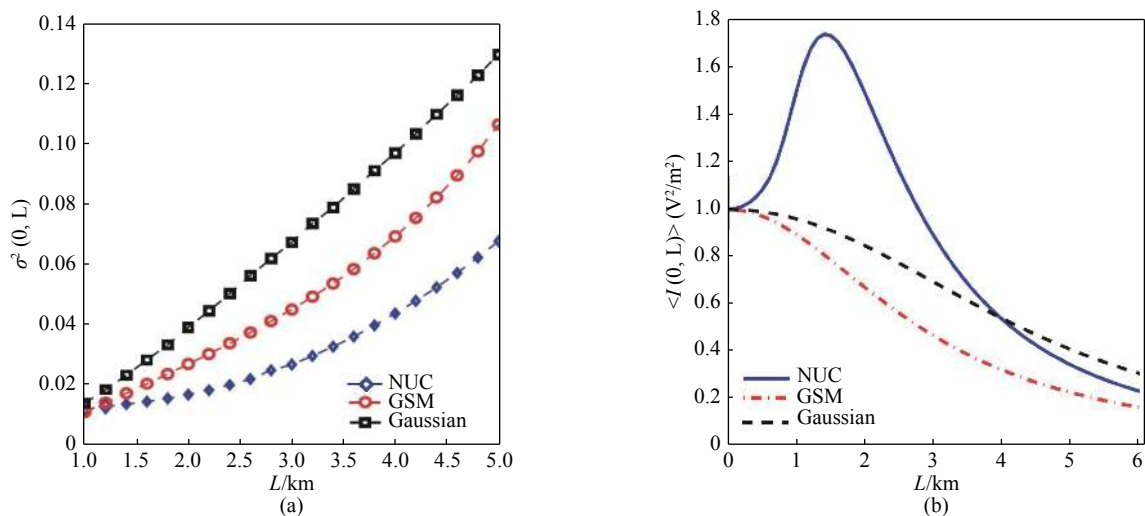 0.14
0.12
0.10
0.08
0.06
0.04
0.02
0
σ² (0, L)
NUC
GSM
Gaussian
1.0 1.5 2.0 2.5 3.0 3.5 4.0 4.5 5.0
L/km
(a)
1.8
1.6
1.4
1.2
1.0
0.8
0.6
0.4
0.2
0
<I (0, L)> (V²/m²)
NUC
GSM
Gaussian
0 1 2 3 4 5 6
L/km
(b)